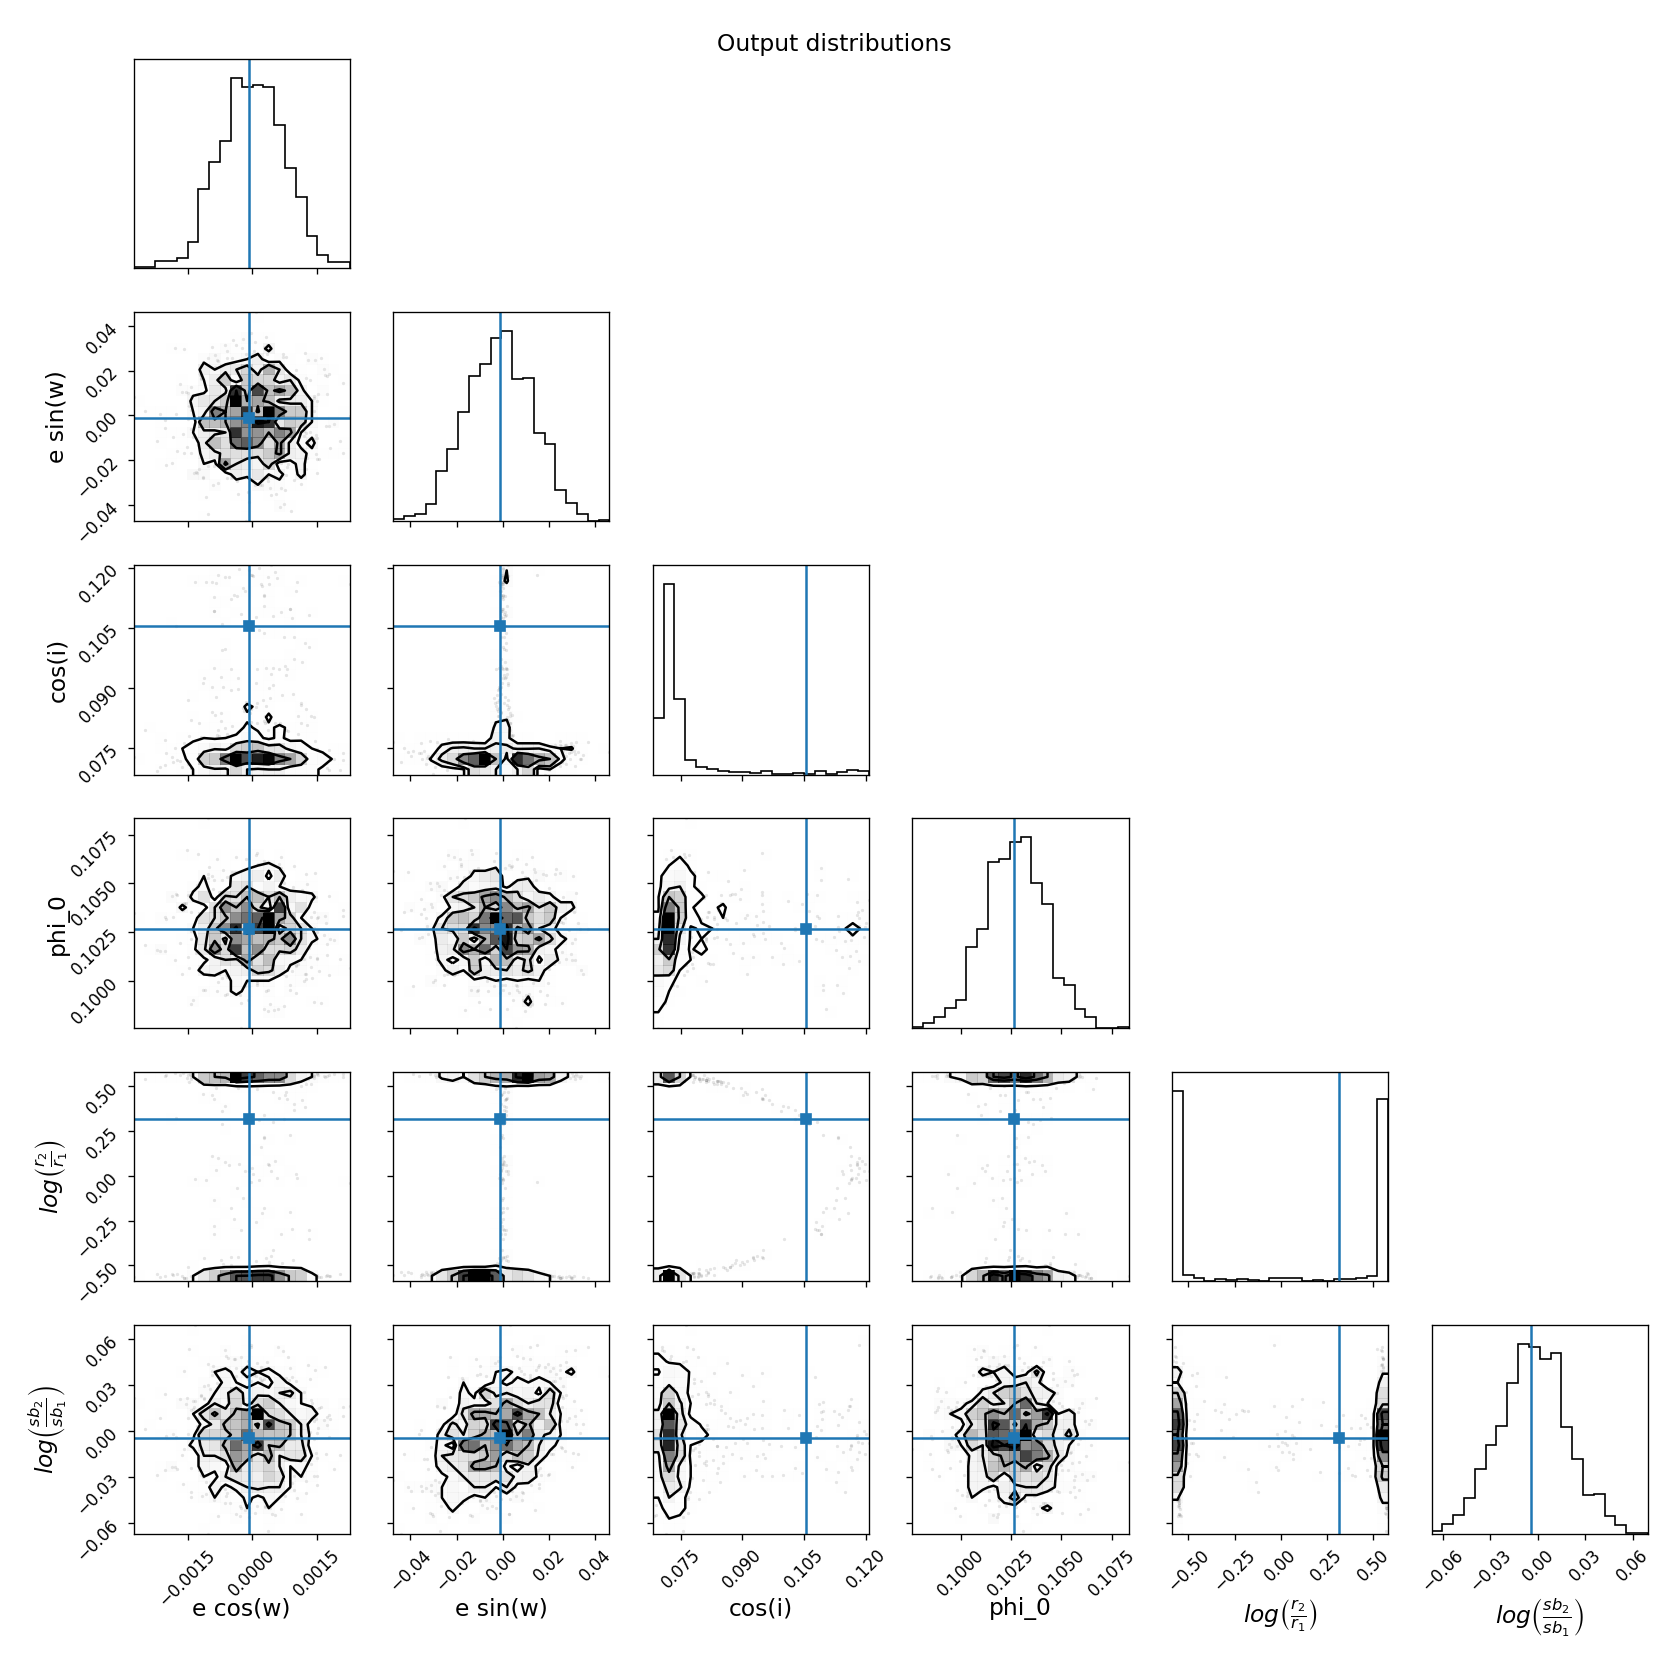 Output distributions
e sin(w)
0.04
0.02
0.00
−0.02
−0.04
cos(i)
0.120
0.105
0.090
0.075
phi_0
0.1075
0.1050
0.1025
0.1000
log(r2/r1)
0.50
0.25
0.00
−0.25
−0.50
log(sb2/sb1)
0.06
0.03
0.00
−0.03
−0.06
−0.0015 0.0000 0.0015
−0.04 −0.02 0.00 0.02 0.04
0.075 0.090 0.105 0.120
0.1000 0.1025 0.1050 0.1075
−0.50 −0.25 0.00 0.25 0.50
−0.06 −0.03 0.00 0.03 0.06
e cos(w) e sin(w) cos(i) phi_0 log(r2/r1) log(sb2/sb1)